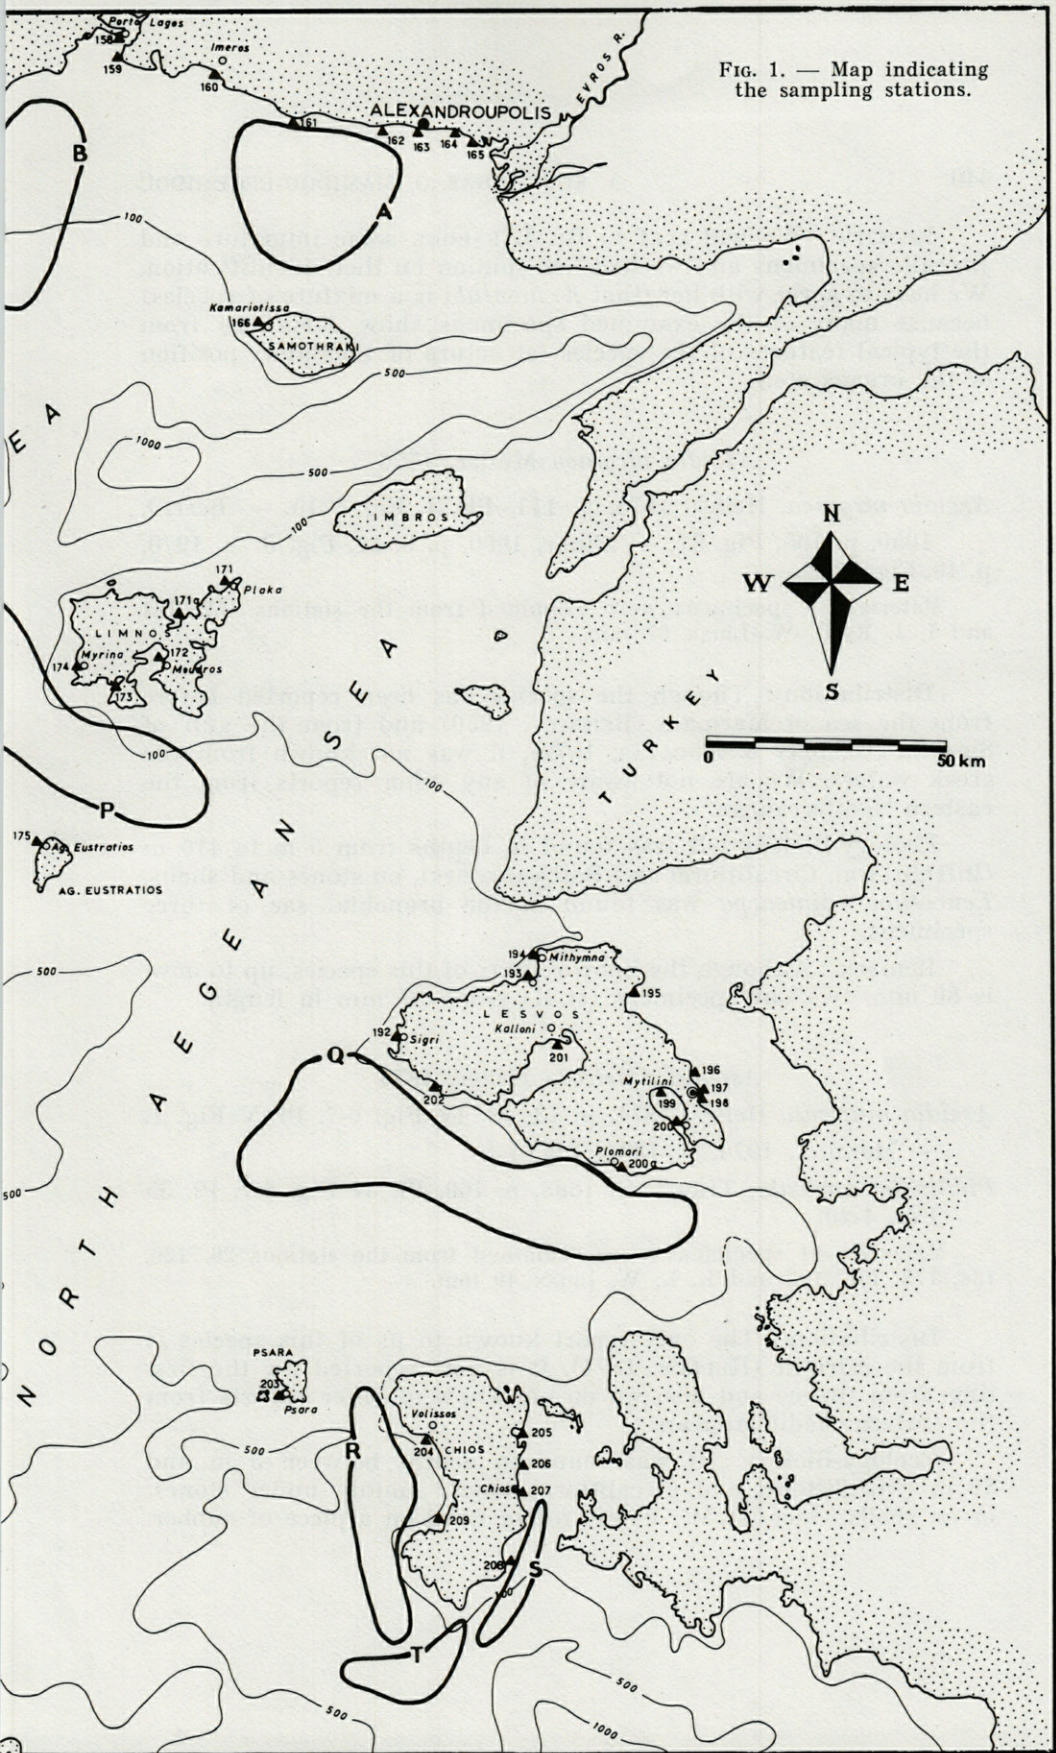 FIG. 1. — Map indicating
the sampling stations.
Porto Lagos
158
159
Imeros
160
EVROS R.
ALEXANDROUPOLIS
161
162
163
164
165
B
A
100
Kamariotissa
166
SAMOTHRAKI
500
1000
500
100
IMBROS
EA
N
W E
S
0 50 km
171
Plaka
171a
LIMNOS
Myrina
174
172
Moudros
173
100
100
P
175
Ag. Eustratios
AG. EUSTRATIOS
TURKEY
NORTH AEGEAN SEA
500
194
Mithymna
193
195
LESVOS
Kalloni
192
Sigri
201
Q
202
Mytilini
196
197
198
199
200
Plomari
200a
500
PSARA
203
Psara
Volissos
204
CHIOS
205
206
Chios
207
R
500
209
208
S
100
T
500
500
1000